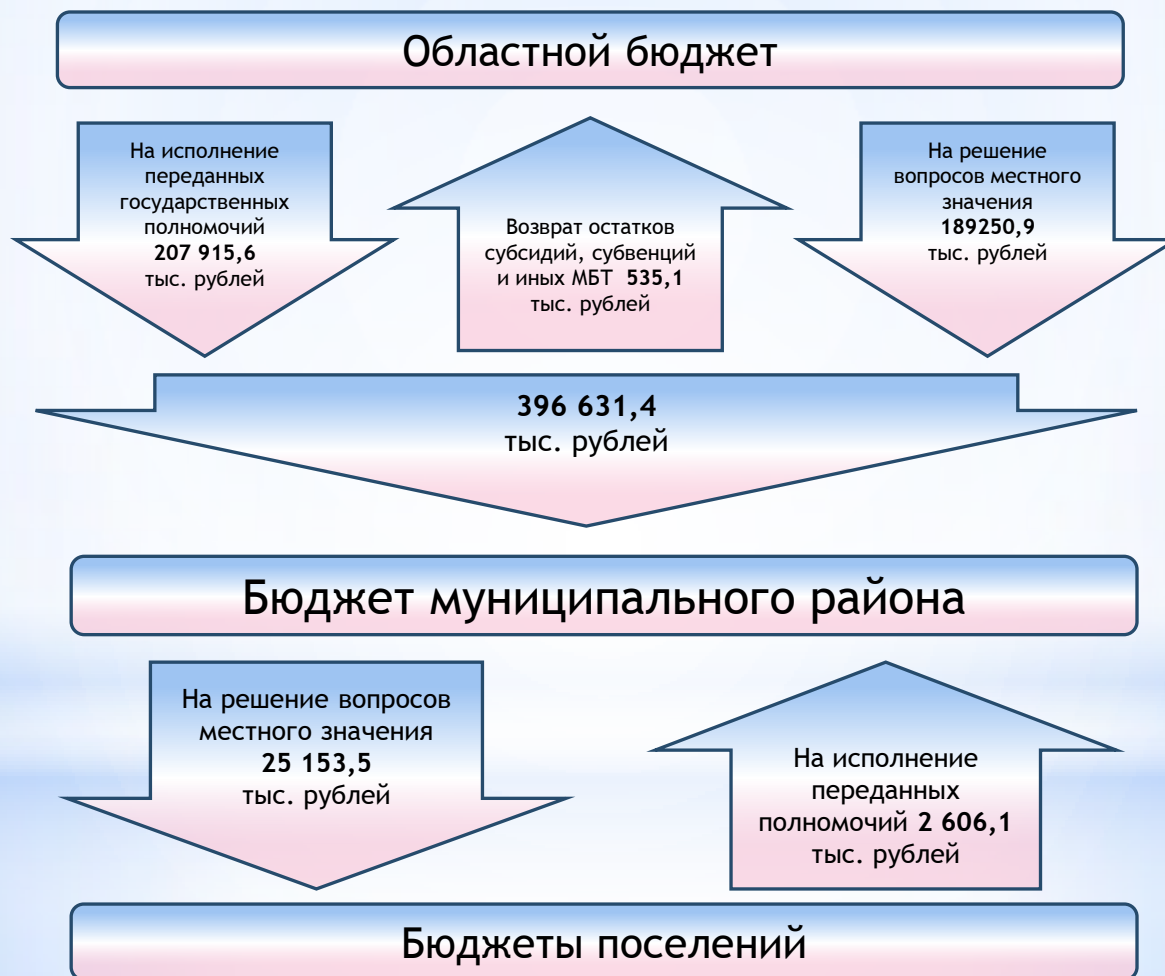 Областной бюджет
На исполнение
переданных
государственных
полномочий
207 915,6
тыс. рублей
Возврат остатков
субсидий, субвенций
и иных МБТ 535,1
тыс. рублей
На решение
вопросов местного
значения
189250,9
тыс. рублей
396 631,4
тыс. рублей
Бюджет муниципального района
На решение вопросов
местного значения
25 153,5
тыс. рублей
На исполнение
переданных
полномочий 2 606,1
тыс. рублей
Бюджеты поселений